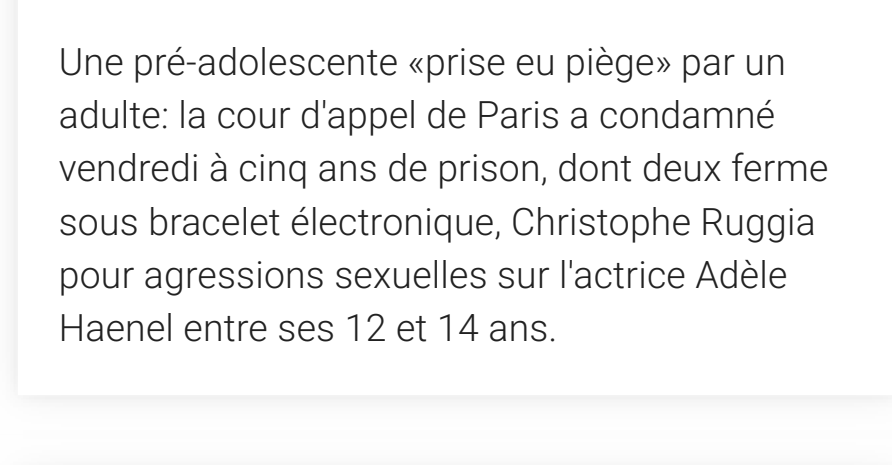 Une pré-adolescente «prise eu piège» par un
adulte: la cour d'appel de Paris a condamné
vendredi à cinq ans de prison, dont deux ferme
sous bracelet électronique, Christophe Ruggia
pour agressions sexuelles sur l'actrice Adèle
Haenel entre ses 12 et 14 ans.